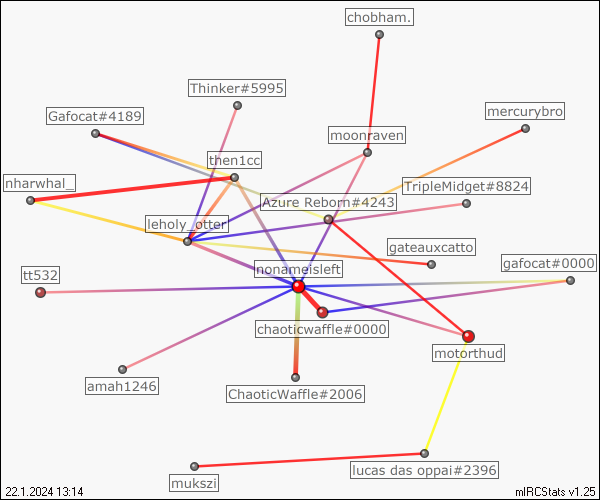 chobham.
Thinker#5995
Gafocat#4189
mercurybro
moonraven
then1cc
nharwhal_
TripleMidget#8824
Azure Reborn#4243
leholy_otter
gateauxcatto
gafocat#0000
nonameisleft
tt532
chaoticwaffle#0000
motorthud
amah1246
ChaoticWaffle#2006
lucas das oppai#2396
mukszi
22.1.2024 13:14
mIRCStats v1.25